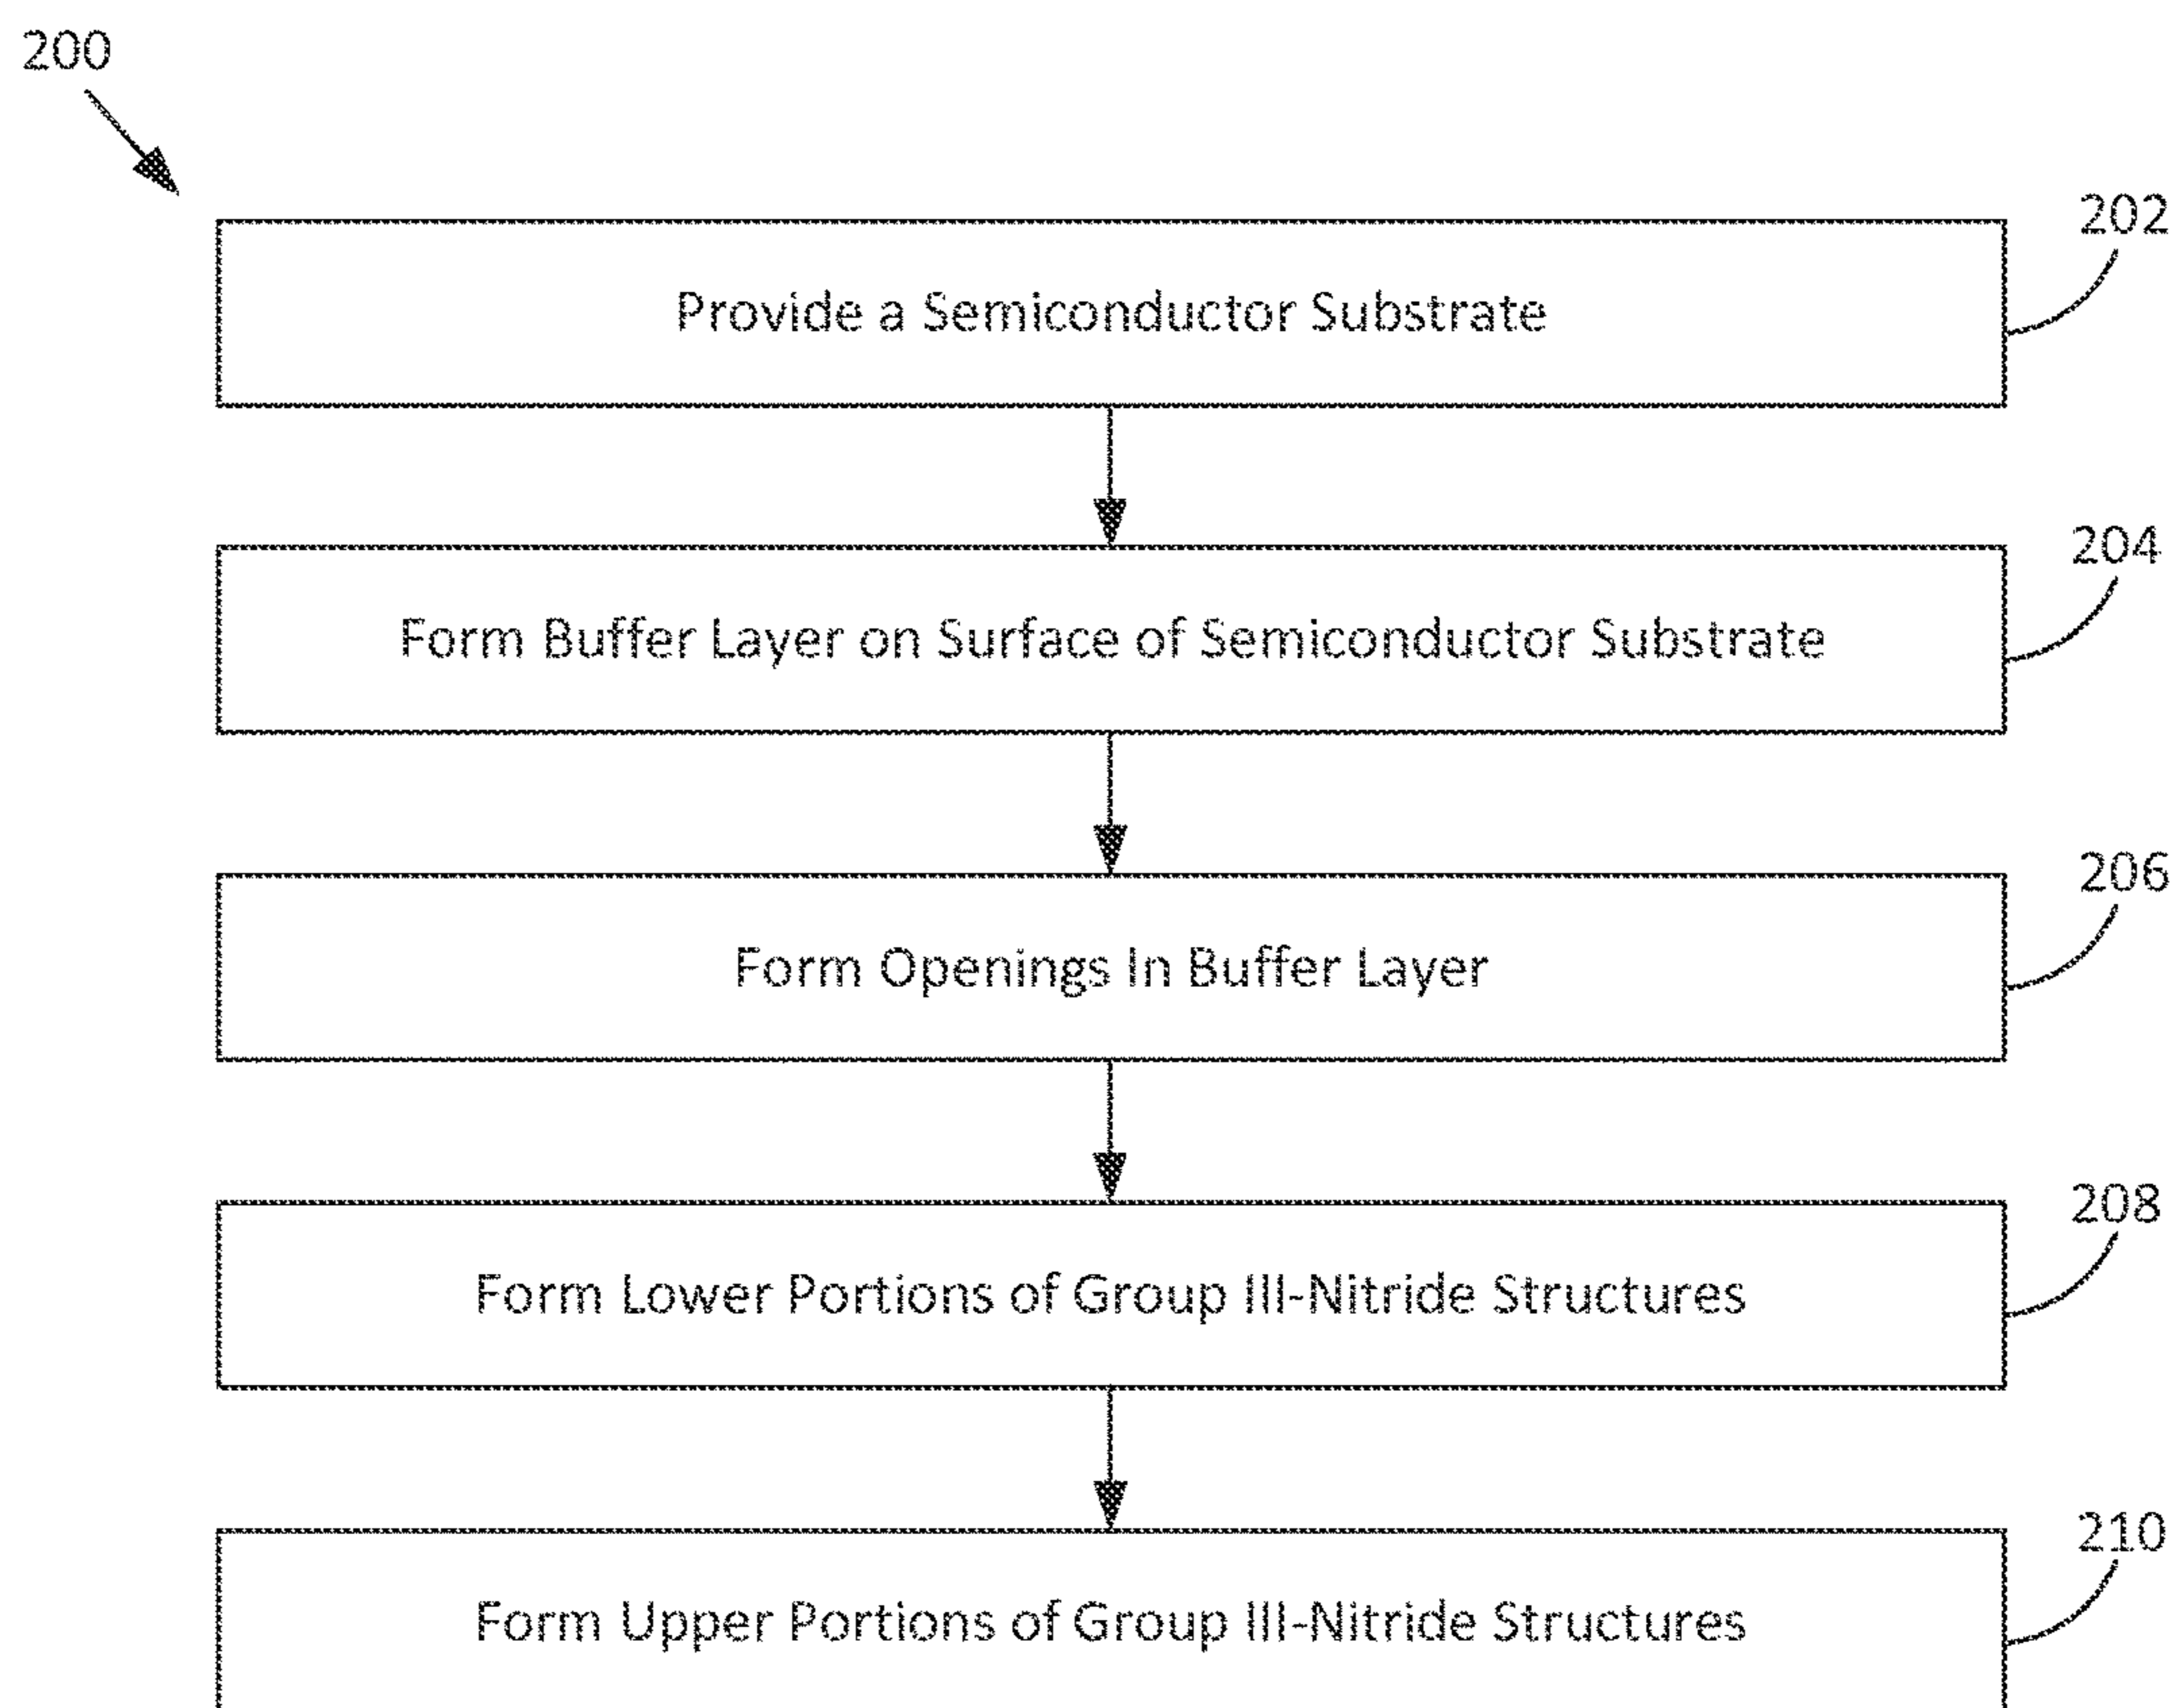 200
202
Provide a Semiconductor Substrate
204
Form Buffer Layer on Surface of Semiconductor Substrate
206
Form Openings In Buffer Layer
208
Form Lower Portions of Group III-Nitride Structures
210
Form Upper Portions of Group III-Nitride Structures